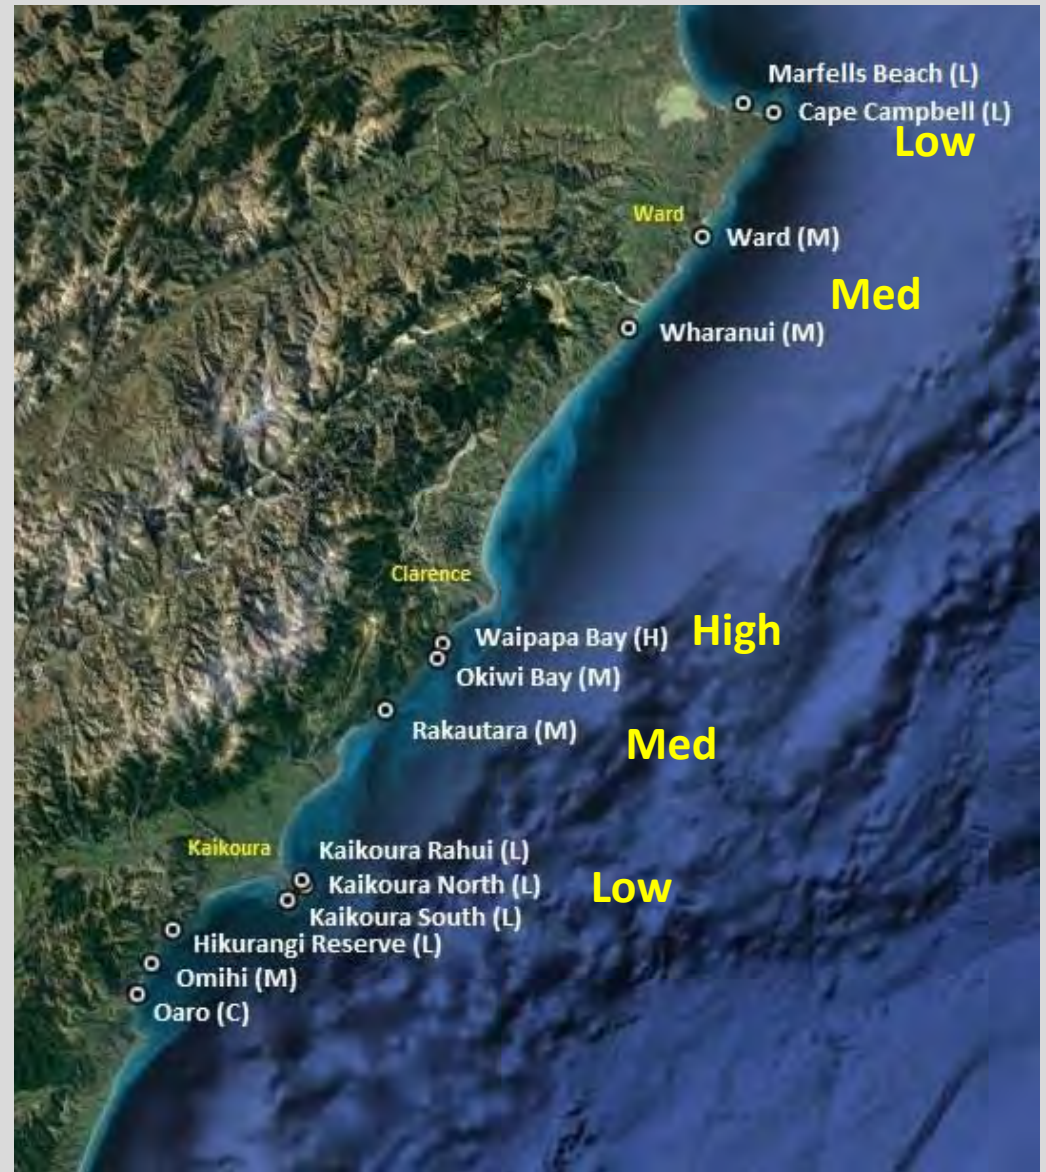 Marfells Beach (L)
Cape Campbell (L)
Low
Ward
Ward (M)
Med
Wharanui (M)
Clarence
Waipapa Bay (H)
High
Okiwi Bay (M)
Rakautara (M)
Med
Kaikoura
Kaikoura Rahui (L)
Kaikoura North (L)
Low
Kaikoura South (L)
Hikurangi Reserve (L)
Omihi (M)
Oaro (C)